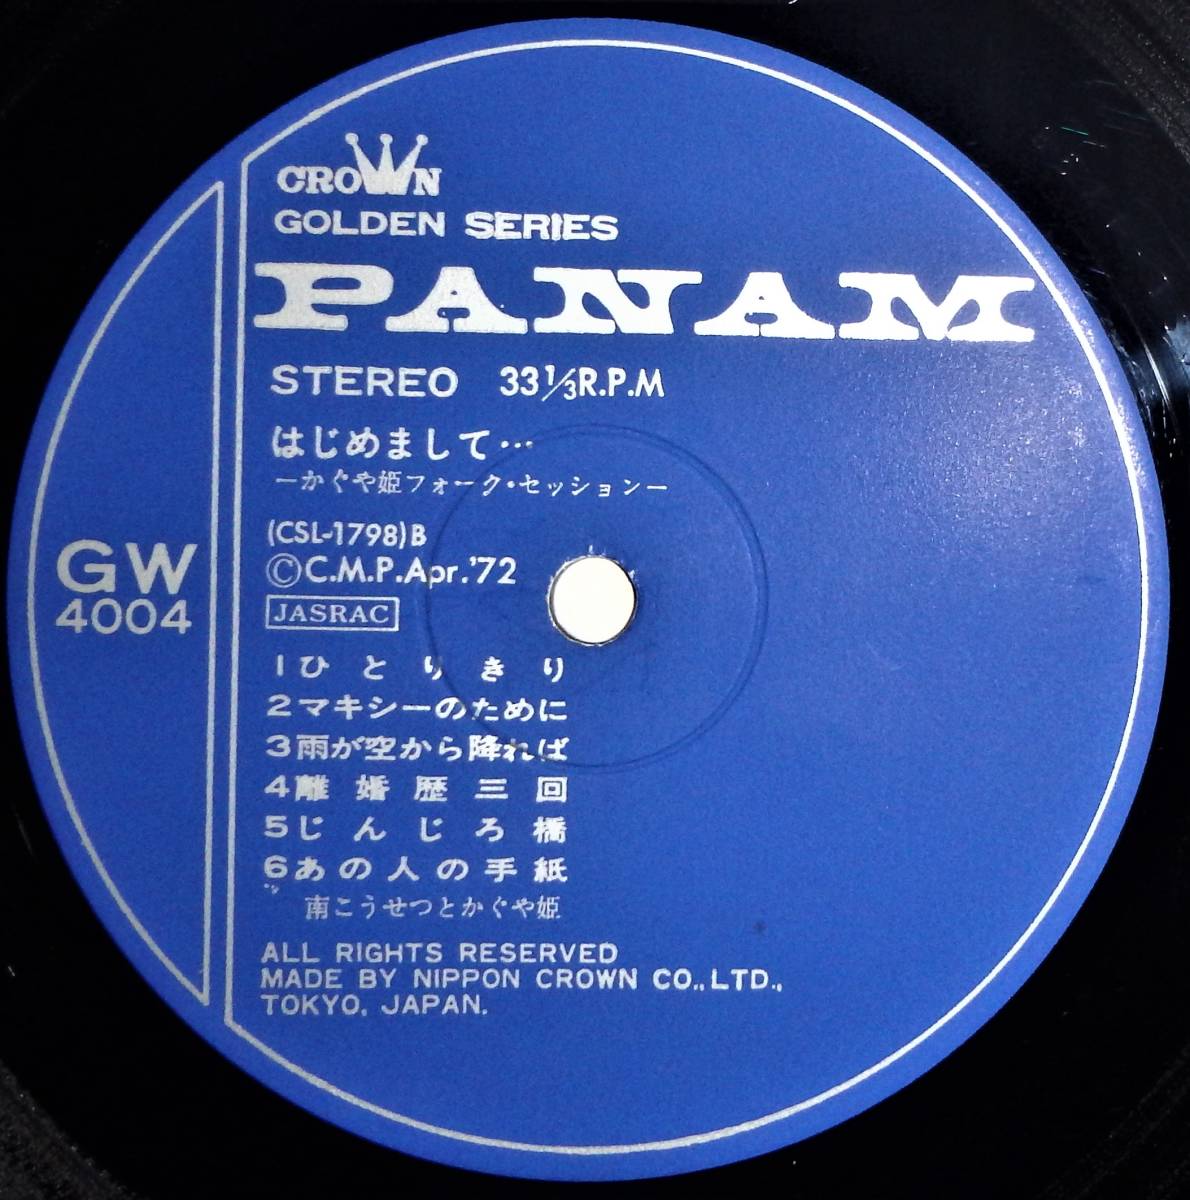 CROWN
GOLDEN SERIES
PANAM
STEREO 33 1/3 R.P.M
はじめまして…
−かぐや姫フォーク・セッション−
(CSL-1798)B
©C.M.P.Apr.'72
JASRAC
GW
4004
1 ひとりきり
2 マキシーのために
3 雨が空から降れば
4 離婚歴三回
5 じんじろ橋
6 あの人の手紙
南こうせつとかぐや姫
ALL RIGHTS RESERVED
MADE BY NIPPON CROWN CO., LTD.,
TOKYO, JAPAN.